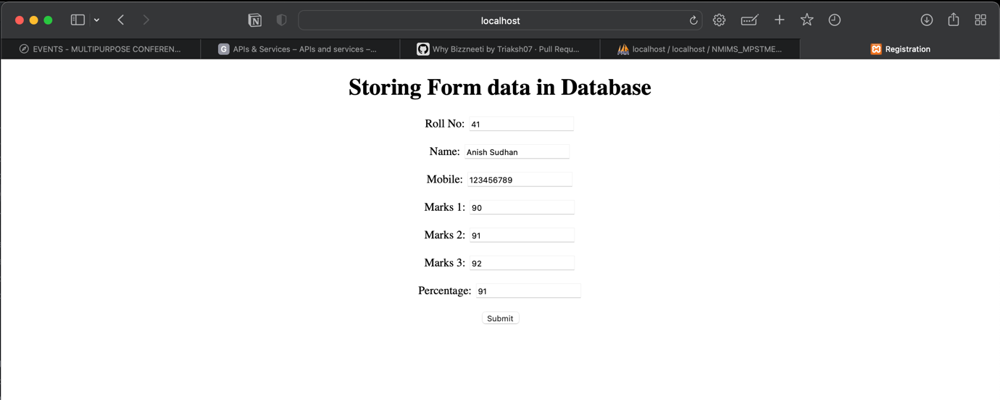 localhost
EVENTS - MULTIPURPOSE CONFEREN...
G APIs & Services – APIs and services –...
Why Bizzneeti by Triaksh07 · Pull Requ...
localhost / localhost / NMIMS_MPSTME...
Registration
Storing Form data in Database
Roll No: 41
Name: Anish Sudhan
Mobile: 123456789
Marks 1: 90
Marks 2: 91
Marks 3: 92
Percentage: 91
Submit